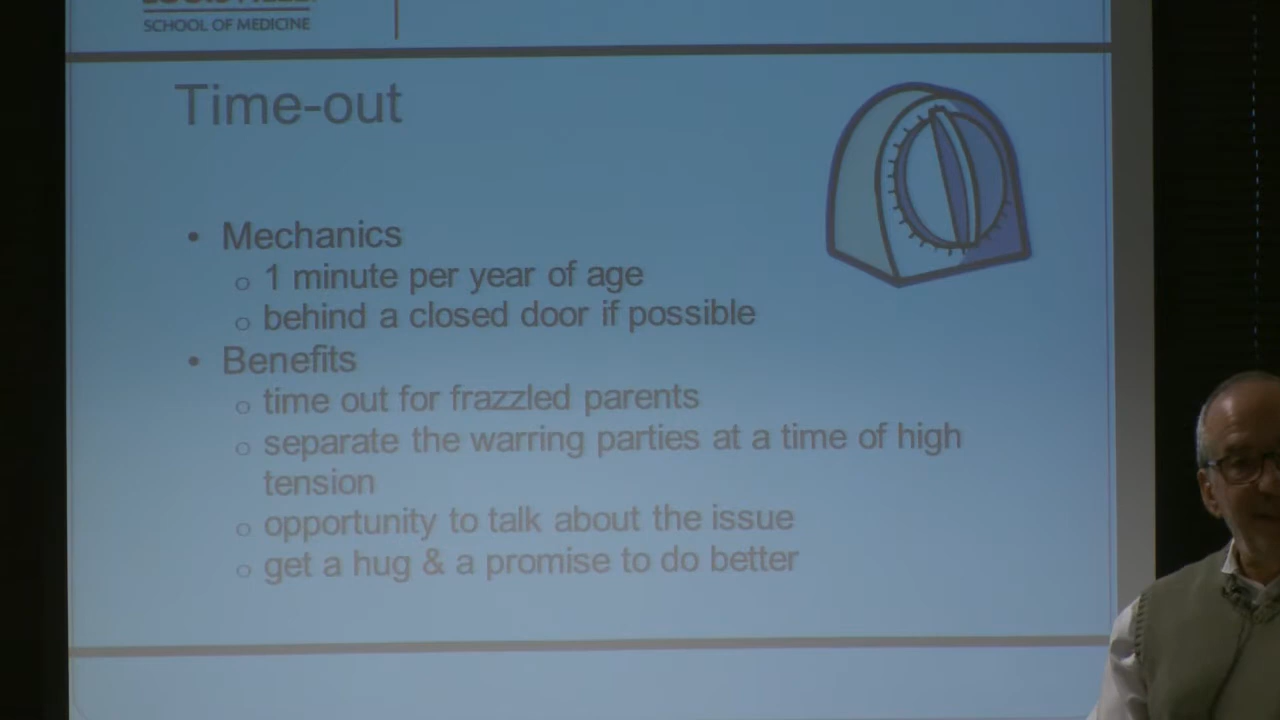 SCHOOL OF MEDICINE
Time-out
• Mechanics
o 1 minute per year of age
o behind a closed door if possible
• Benefits
o time out for frazzled parents
o separate the warring parties at a time of high
tension
o opportunity to talk about the issue
o get a hug & a promise to do better